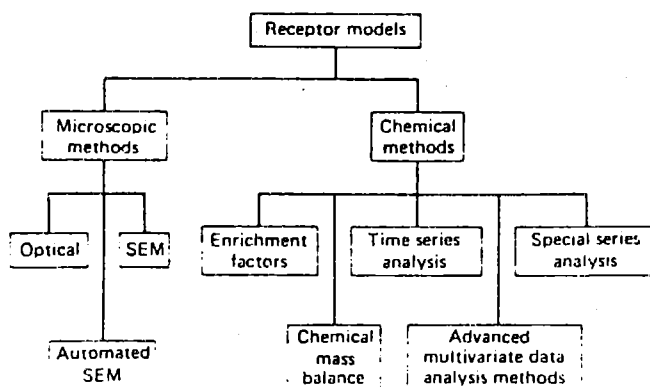 Receptor models
Microscopic
methods
Chemical
methods
Optical
SEM
Enrichment
factors
Time series
analysis
Special series
analysis
Automated
SEM
Chemical
mass
balance
Advanced
multivariate data
analysis methods